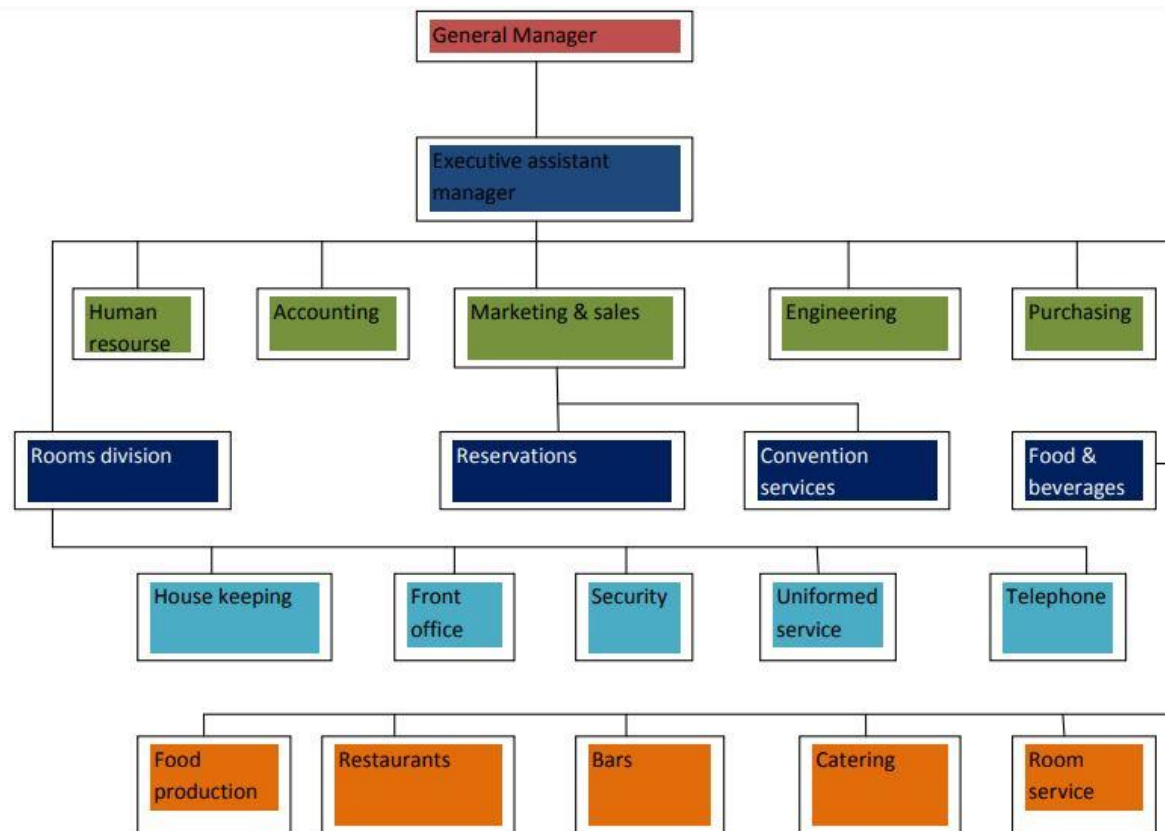 General Manager
Executive assistant
manager
Human
resourse
Accounting
Marketing & sales
Engineering
Purchasing
Rooms division
Reservations
Convention
services
Food &
beverages
House keeping
Front
office
Security
Uniformed
service
Telephone
Food
production
Restaurants
Bars
Catering
Room
service